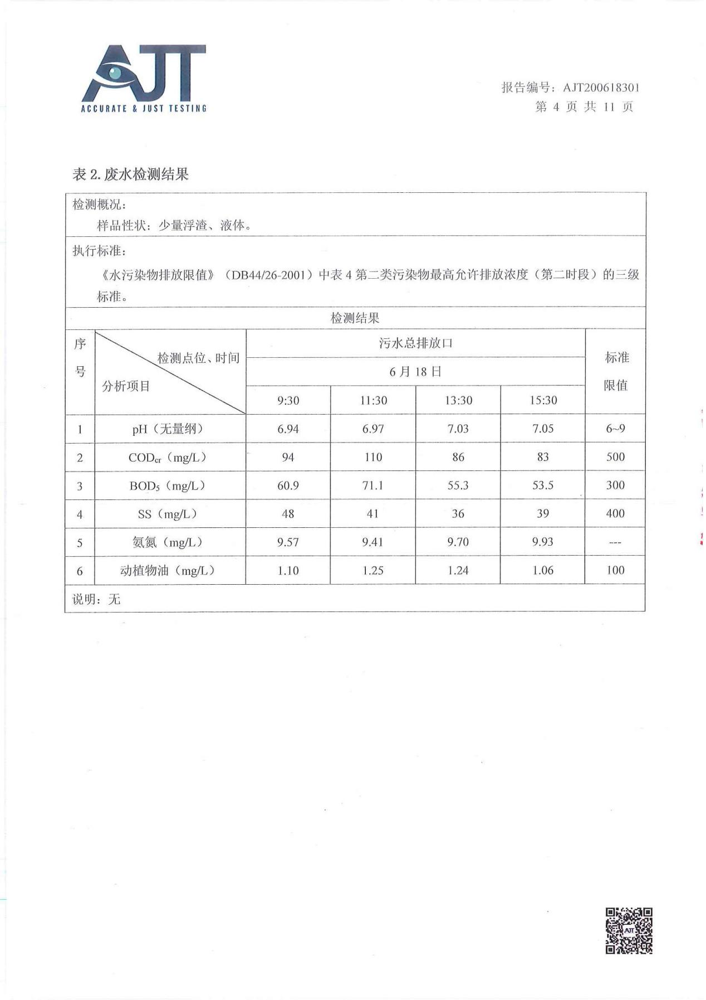 AJT
ACCURATE & JUST TESTING
报告编号：AJT200618301
第 4 页 共 11 页
表 2.废水检测结果
检测概况：
样品性状：少量浮渣、液体。
执行标准：
《水污染物排放限值》（DB44/26-2001）中表 4 第二类污染物最高允许排放浓度（第二时段）的三级
标准。
检测结果
序号 检测点位、时间 分析项目 污水总排放口 标准限值
6 月 18 日
9:30 11:30 13:30 15:30
1 pH（无量纲） 6.94 6.97 7.03 7.05 6~9
2 CODcr（mg/L） 94 110 86 83 500
3 BOD5（mg/L） 60.9 71.1 55.3 53.5 300
4 SS（mg/L） 48 41 36 39 400
5 氨氮（mg/L） 9.57 9.41 9.70 9.93 ---
6 动植物油（mg/L） 1.10 1.25 1.24 1.06 100
说明：无
AJT